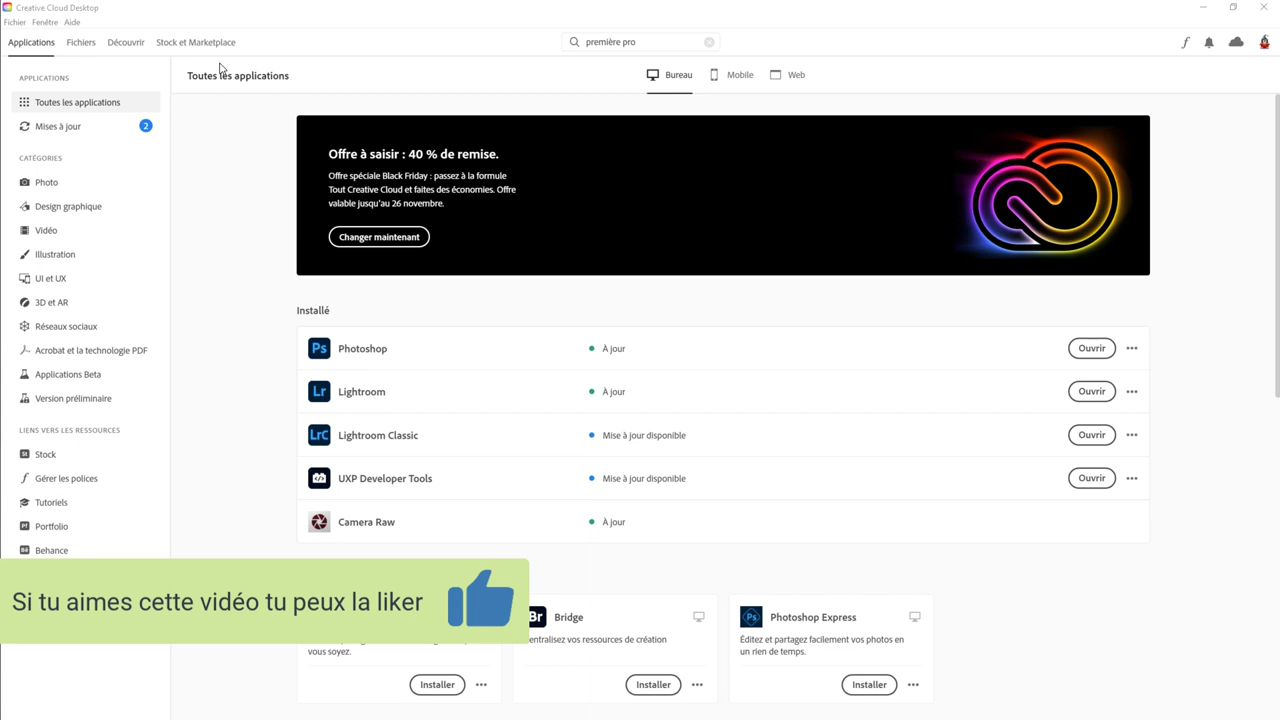 Creative Cloud Desktop
Fichier Fenêtre Aide
Applications Fichiers Découvrir Stock et Marketplace
première pro
APPLICATIONS
Toutes les applications
Mises à jour 2
CATÉGORIES
Photo
Design graphique
Vidéo
Illustration
UI et UX
3D et AR
Réseaux sociaux
Acrobat et la technologie PDF
Applications Beta
Version préliminaire
LIENS VERS LES RESSOURCES
St Stock
Gérer les polices
Tutoriels
Pf Portfolio
Bē Behance
Toutes les applications
Bureau Mobile Web
Offre à saisir : 40 % de remise.
Offre spéciale Black Friday : passez à la formule
Tout Creative Cloud et faites des économies. Offre
valable jusqu'au 26 novembre.
Changer maintenant
Installé
Ps Photoshop À jour Ouvrir
Lr Lightroom À jour Ouvrir
LrC Lightroom Classic Mise à jour disponible Ouvrir
UXP Developer Tools Mise à jour disponible Ouvrir
Camera Raw À jour
Si tu aimes cette vidéo tu peux la liker
vous soyez.
Installer
Br Bridge
entralisez vos ressources de création
Installer
Ps Photoshop Express
Éditez et partagez facilement vos photos en
un rien de temps.
Installer